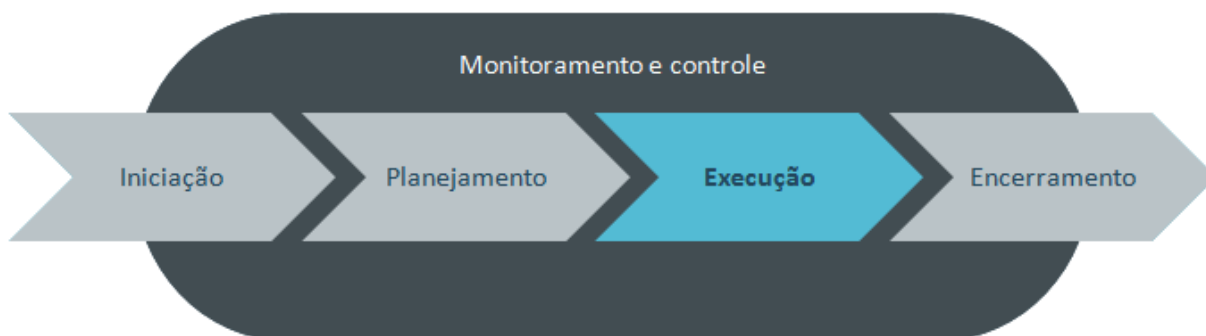 Monitoramento e controle
Iniciação
Planejamento
Execução
Encerramento